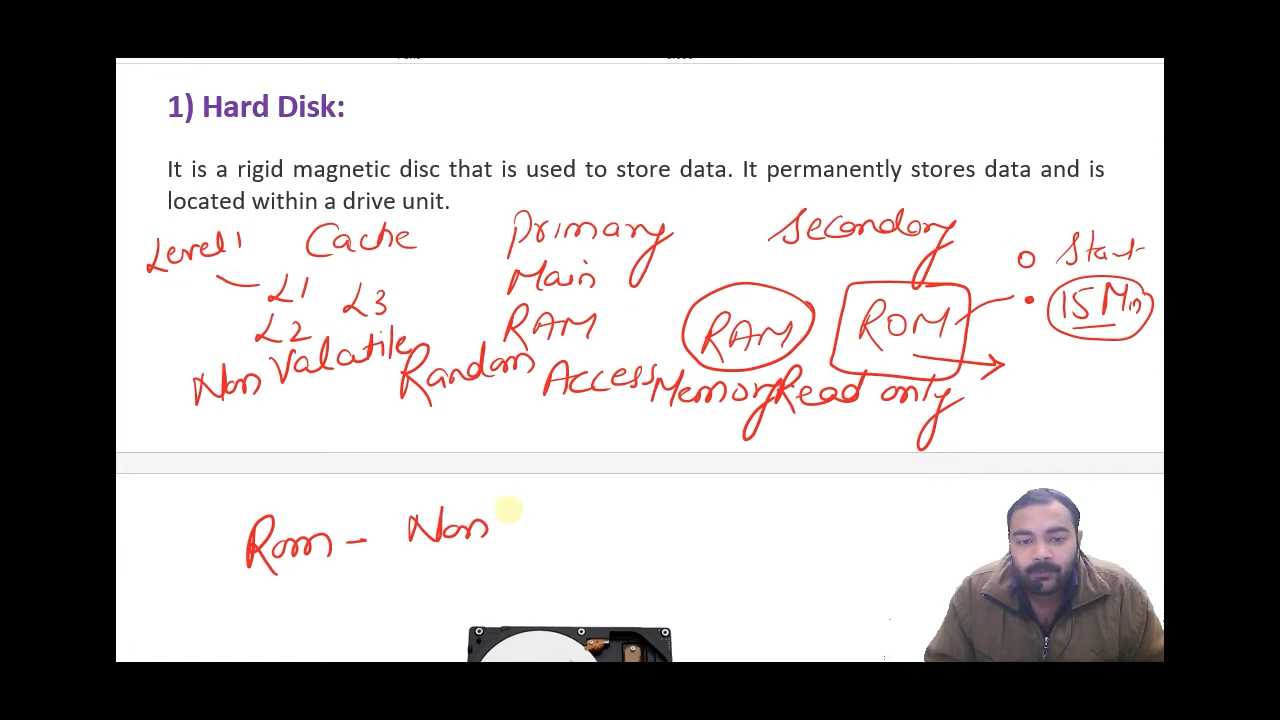 1) Hard Disk:
It is a rigid magnetic disc that is used to store data. It permanently stores data and is
located within a drive unit.
Level 1 Cache Primary Secondary
Start
L1 L3 Main
15 Min
L2 RAM RAM ROM
Non Valatile Random Access Memory Read only
Rom - Non